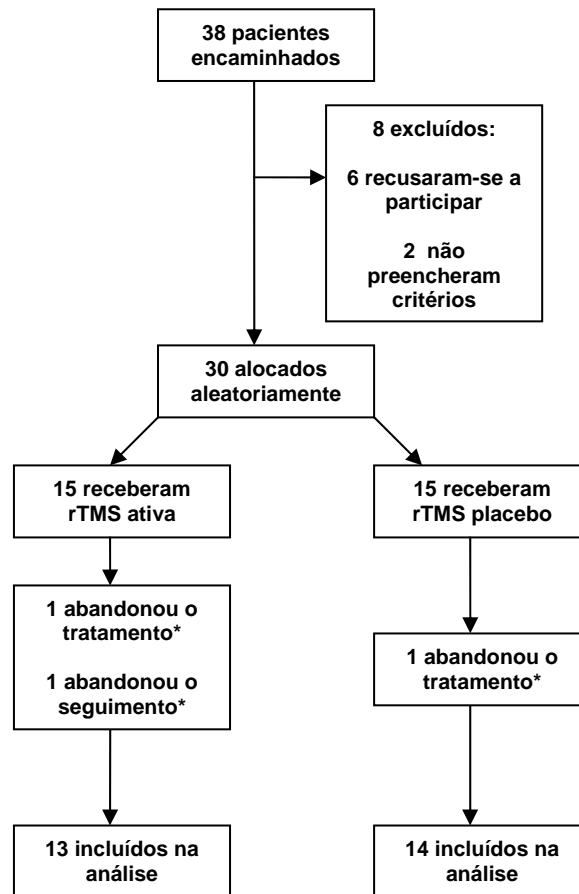 38 pacientes
encaminhados
8 excluídos:
6 recusaram-se a
participar
2 não
preencheram
critérios
30 alocados
aleatoriamente
15 receberam
rTMS ativa
15 receberam
rTMS placebo
1 abandonou o
tratamento*
1 abandonou o
seguimento*
1 abandonou o
tratamento*
13 incluídos na
análise
14 incluídos na
análise